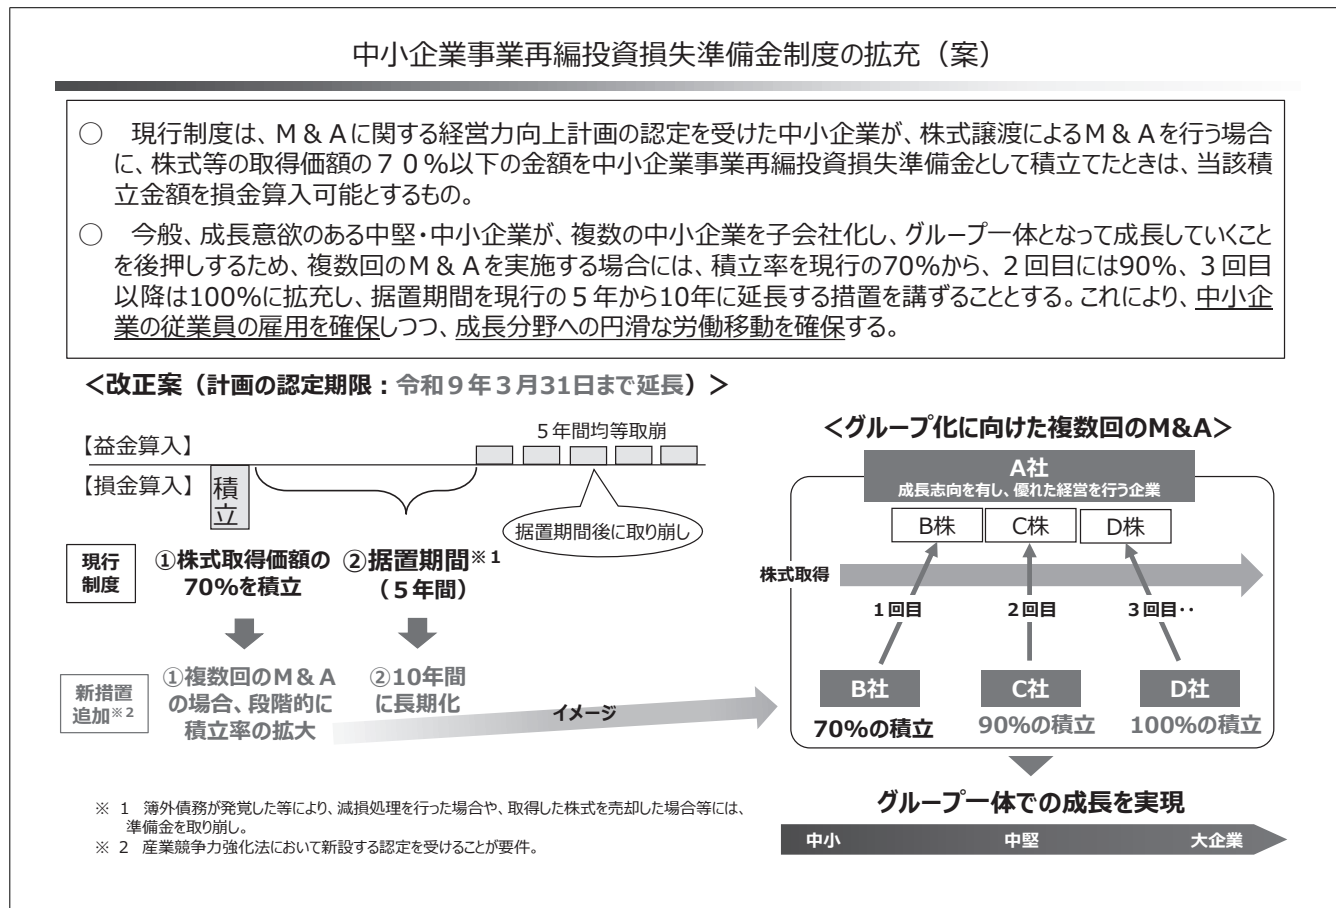 中小企業事業再編投資損失準備金制度の拡充（案）
○　現行制度は、Ｍ＆Ａに関する経営力向上計画の認定を受けた中小企業が、株式譲渡によるＭ＆Ａを行う場合
に、株式等の取得価額の７０％以下の金額を中小企業事業再編投資損失準備金として積立てたときは、当該積
立金額を損金算入可能とするもの。
○　今般、成長意欲のある中堅・中小企業が、複数の中小企業を子会社化し、グループ一体となって成長していくこと
を後押しするため、複数回のＭ＆Ａを実施する場合には、積立率を現行の70％から、２回目には90％、３回目
以降は100％に拡充し、据置期間を現行の５年から10年に延長する措置を講ずることとする。これにより、中小企
業の従業員の雇用を確保しつつ、成長分野への円滑な労働移動を確保する。
＜改正案（計画の認定期限：令和９年３月31日まで延長）＞
【益金算入】
５年間均等取崩
【損金算入】
積
立
据置期間後に取り崩し
現行
制度
①株式取得価額の
70％を積立
②据置期間※１
（５年間）
新措置
追加※２
①複数回のＭ＆Ａ
の場合、段階的に
積立率の拡大
②10年間
に長期化
イメージ
＜グループ化に向けた複数回のM&A＞
A社
成長志向を有し、優れた経営を行う企業
B株
C株
D株
株式取得
１回目
２回目
３回目‥
B社
C社
D社
70％の積立
90％の積立
100％の積立
グループ一体での成長を実現
中小
中堅
大企業
※ １　簿外債務が発覚した等により、減損処理を行った場合や、取得した株式を売却した場合等には、
準備金を取り崩し。
※ ２　産業競争力強化法において新設する認定を受けることが要件。